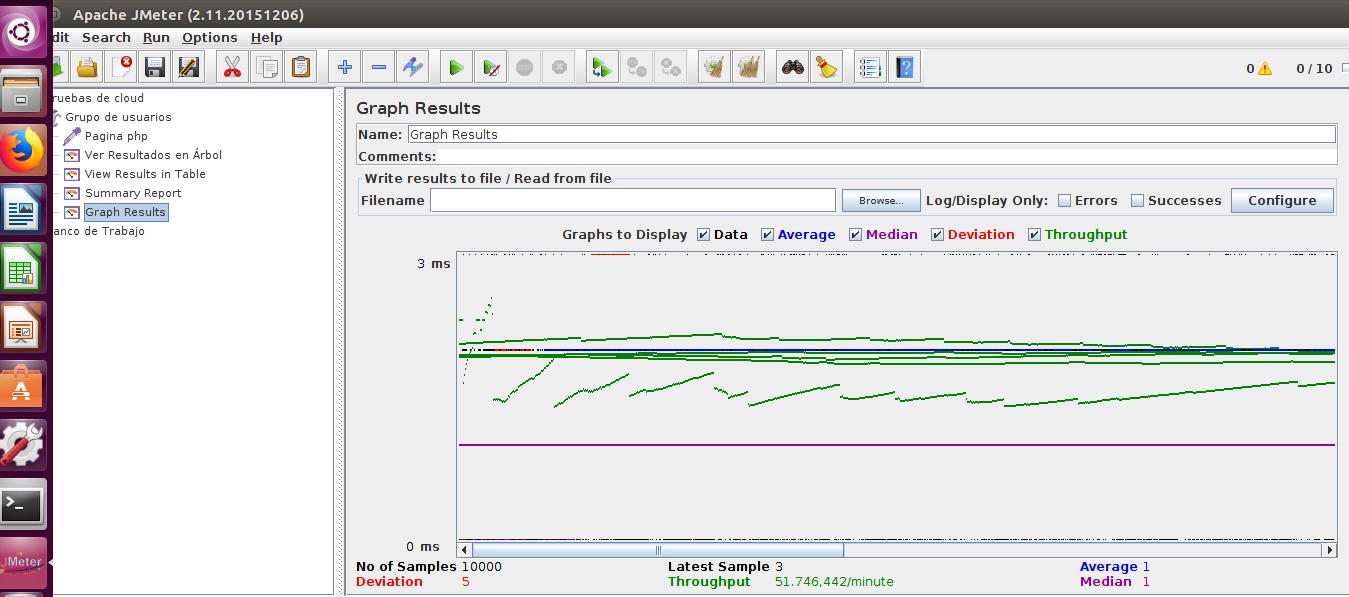 Apache JMeter (2.11.20151206)
dit Search Run Options Help
0 0 / 10
ruebas de cloud
Grupo de usuarios
Pagina php
Ver Resultados en Árbol
View Results in Table
Summary Report
Graph Results
anco de Trabajo
Graph Results
Name: Graph Results
Comments:
Write results to file / Read from file
Filename Browse... Log/Display Only: Errors Successes Configure
Graphs to Display Data Average Median Deviation Throughput
3 ms
0 ms
No of Samples 10000 Latest Sample 3 Average 1
Deviation 5 Throughput 51.746,442/minute Median 1
JMeter